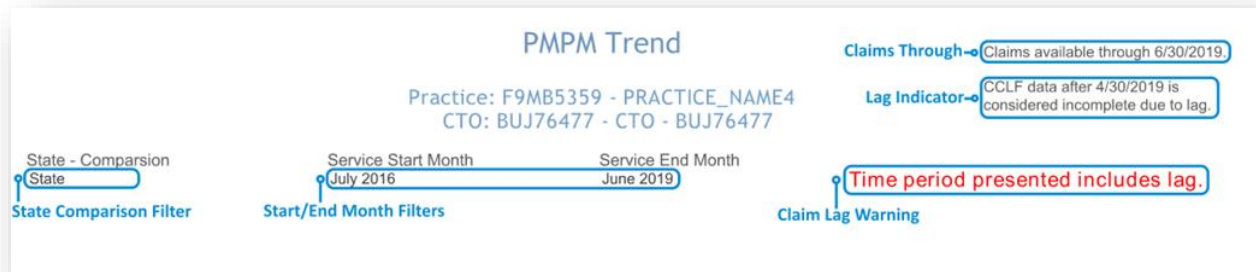 PMPM Trend
Claims Through
Claims available through 6/30/2019.
Practice: F9MB5359 - PRACTICE_NAME4
CTO: BUJ76477 - CTO - BUJ76477
Lag Indicator
CCLF data after 4/30/2019 is
considered incomplete due to lag.
State - Comparsion
State
State Comparison Filter
Service Start Month
Service End Month
July 2016
June 2019
Start/End Month Filters
Time period presented includes lag.
Claim Lag Warning